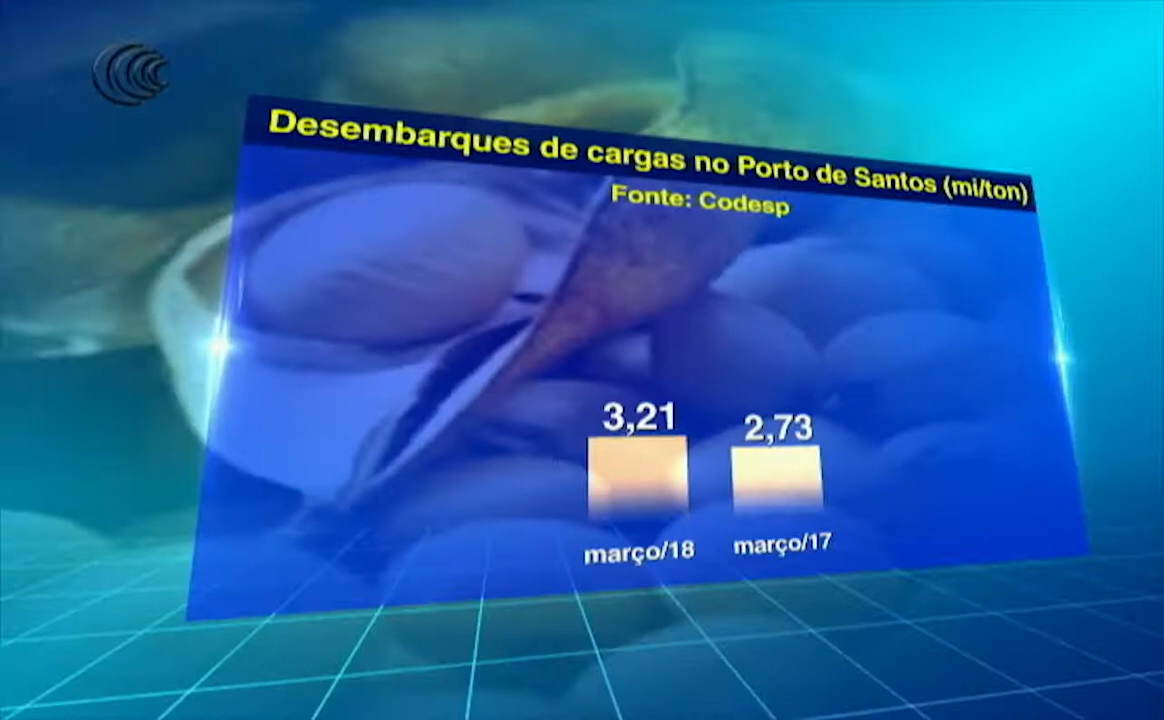 Desembarques de cargas no Porto de Santos (mi/ton)
Fonte: Codesp
3,21
2,73
março/18
março/17